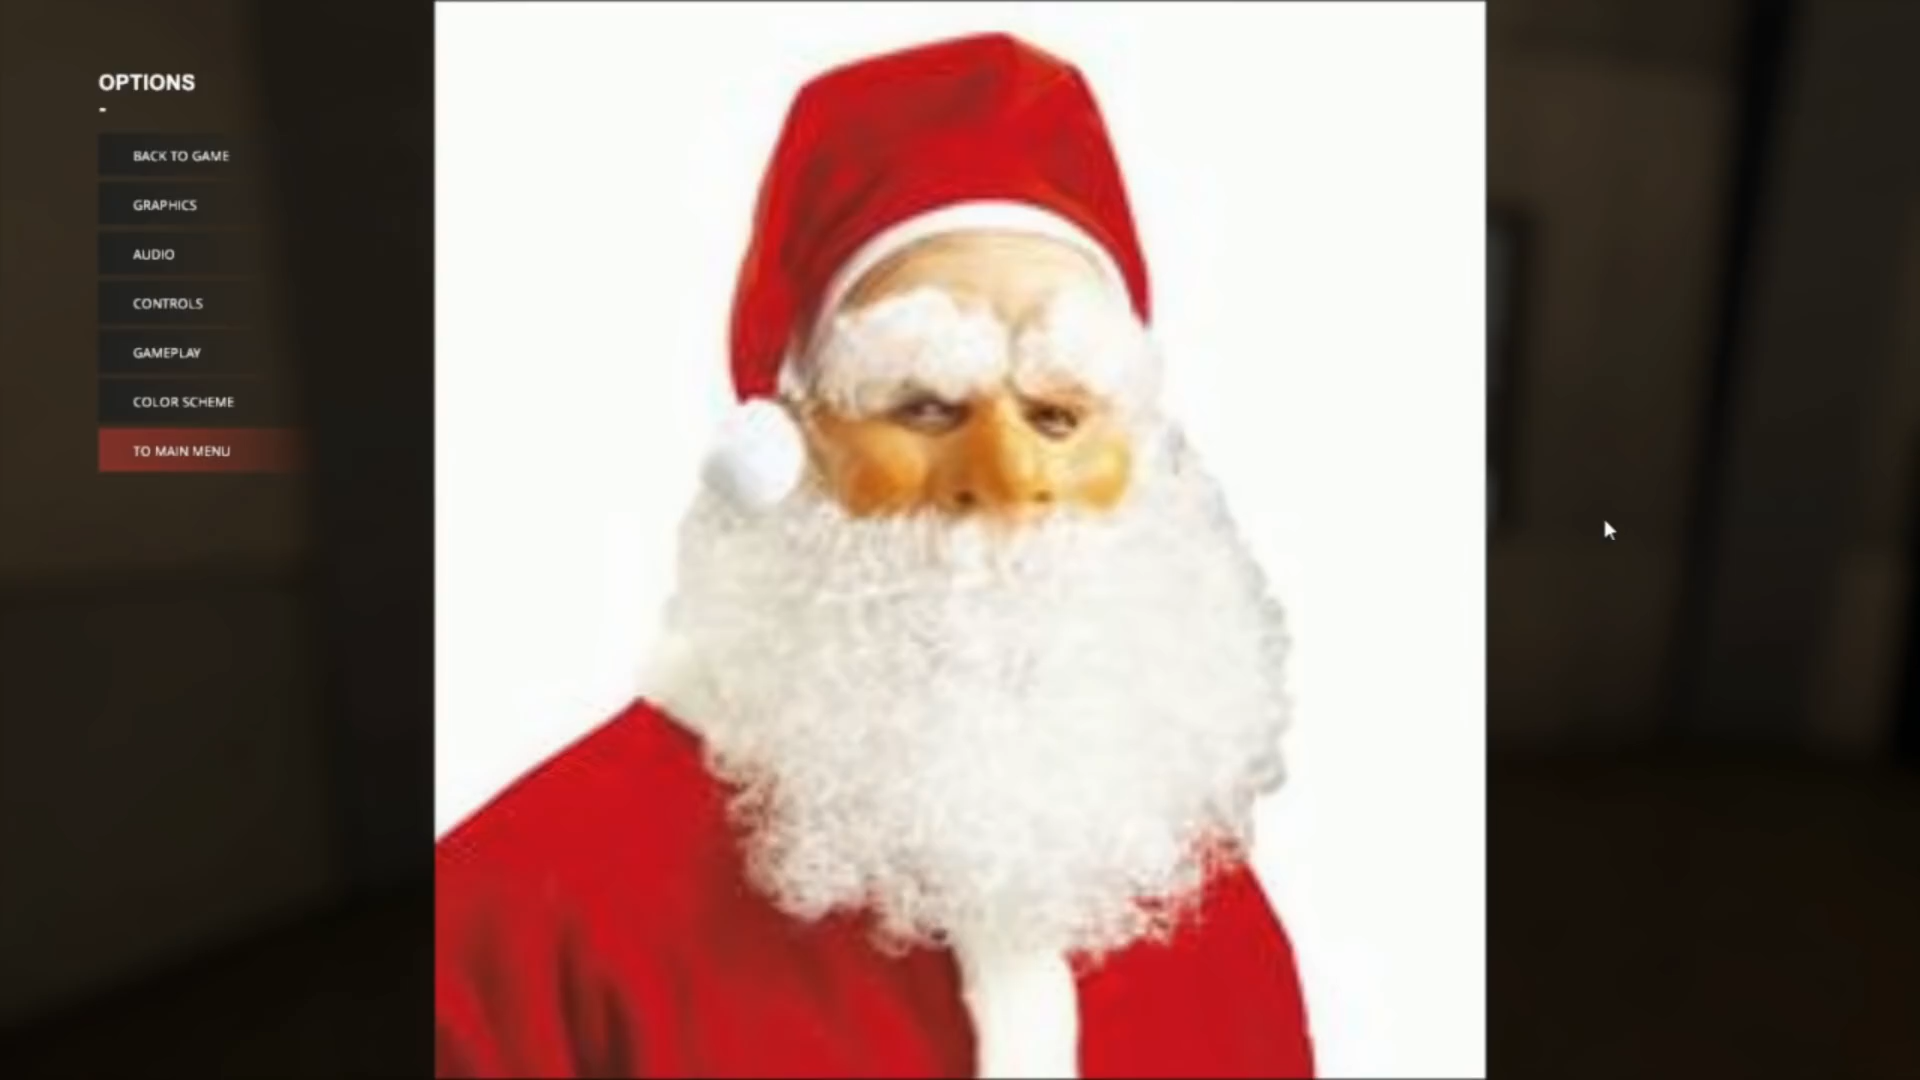 OPTIONS
-
BACK TO GAME
GRAPHICS
AUDIO
CONTROLS
GAMEPLAY
COLOR SCHEME
TO MAIN MENU